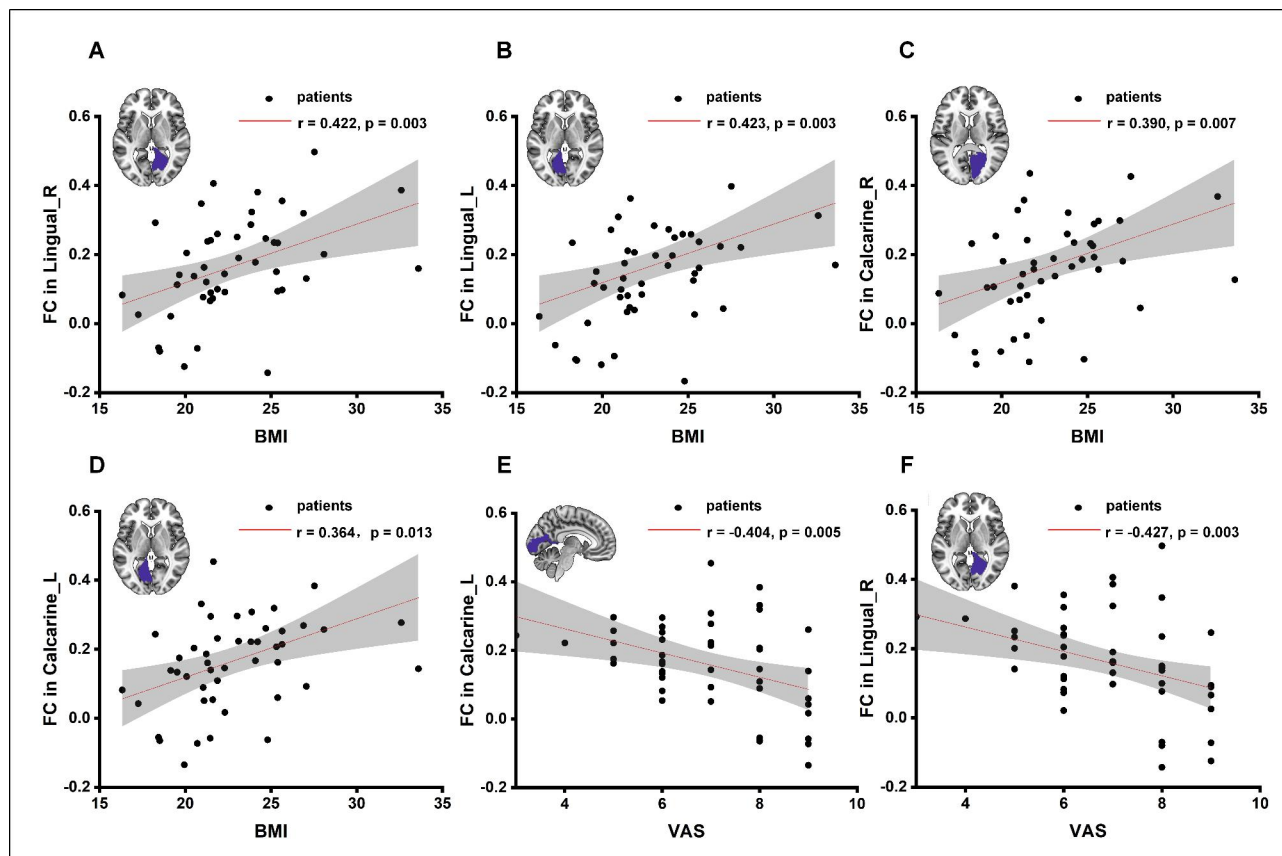 A
patients
r = 0.422, p = 0.003
FC in Lingual_R
0.6
0.4
0.2
0.0
-0.2
15
20
25
30
35
BMI
B
patients
r = 0.423, p = 0.003
FC in Lingual_L
0.6
0.4
0.2
0.0
-0.2
15
20
25
30
35
BMI
C
patients
r = 0.390, p = 0.007
FC in Calcarine_R
0.6
0.4
0.2
0.0
-0.2
15
20
25
30
35
BMI
D
patients
r = 0.364, p = 0.013
FC in Calcarine_L
0.6
0.4
0.2
0.0
-0.2
15
20
25
30
35
BMI
E
patients
r = -0.404, p = 0.005
FC in Calcarine_L
0.6
0.4
0.2
0.0
-0.2
4
6
8
10
VAS
F
patients
r = -0.427, p = 0.003
FC in Lingual_R
0.6
0.4
0.2
0.0
-0.2
4
6
8
10
VAS